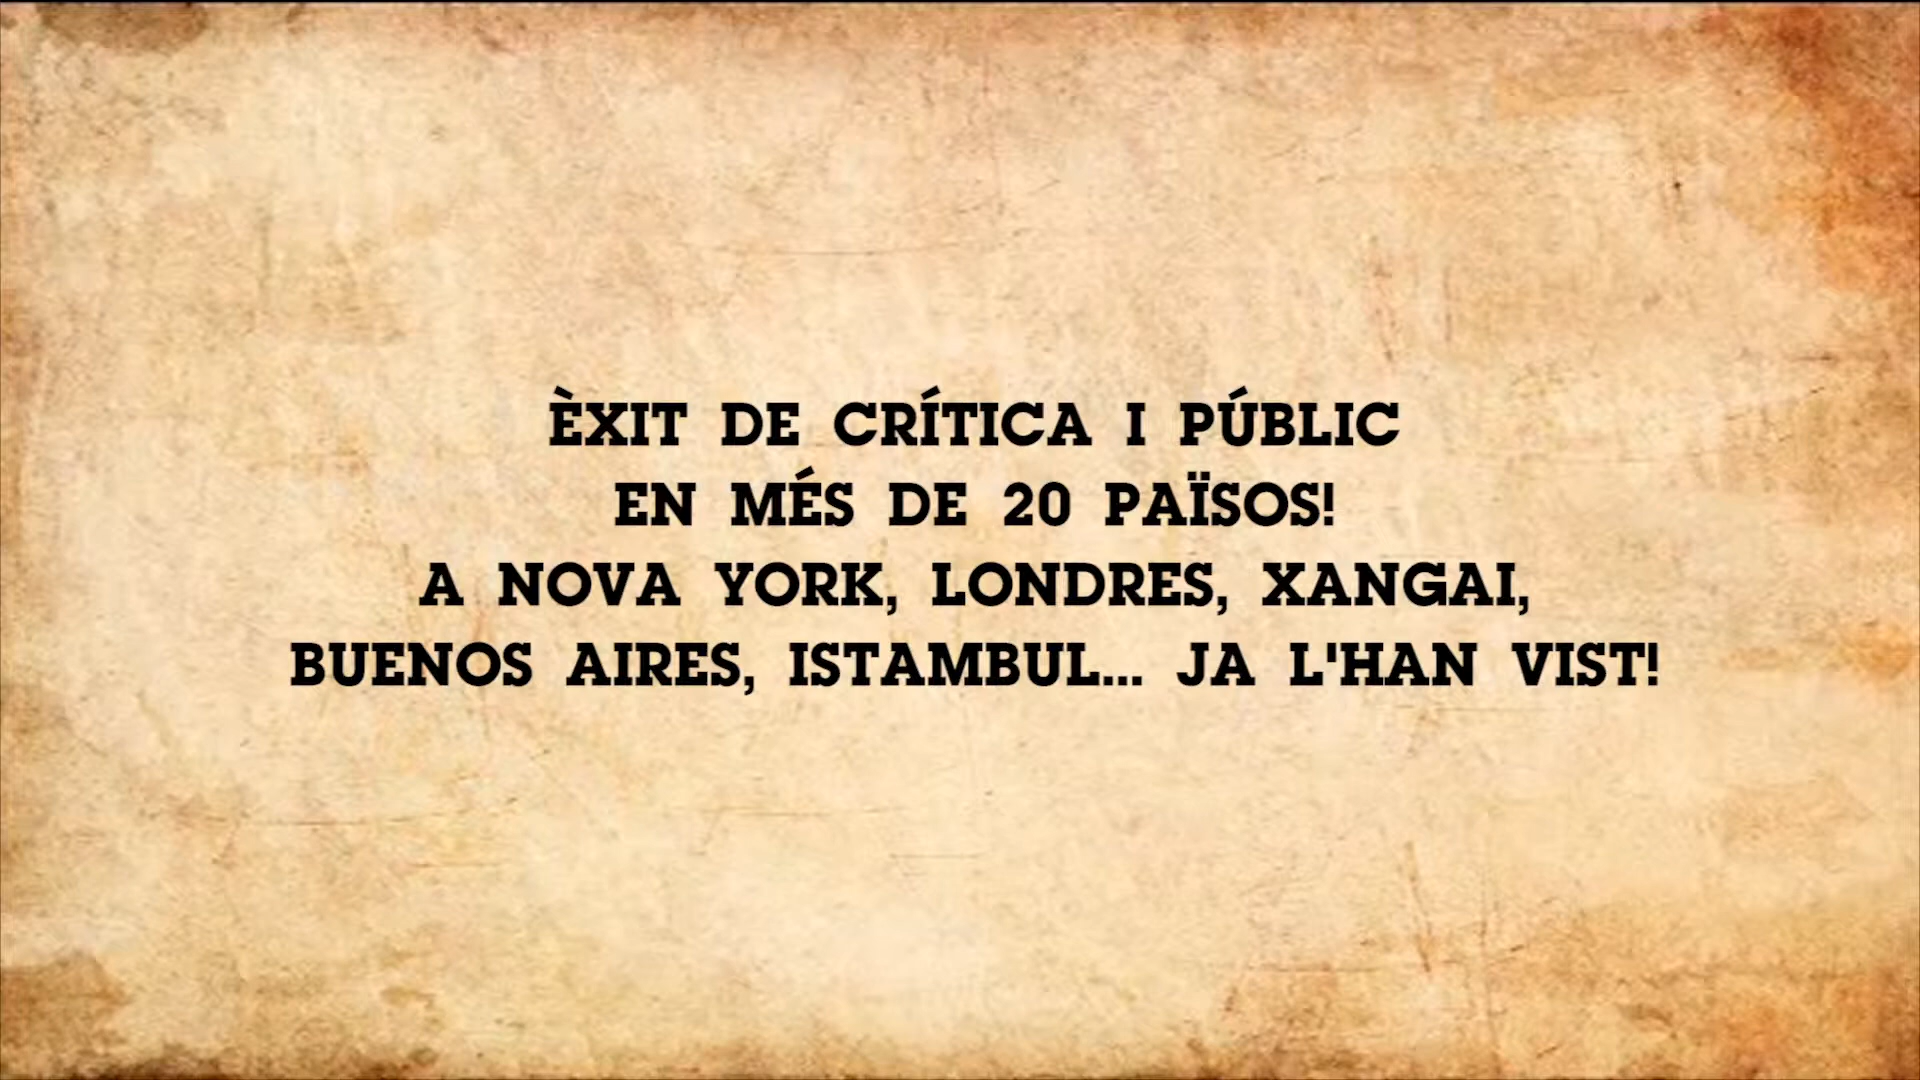 ÈXIT DE CRÍTICA I PÚBLIC
EN MÉS DE 20 PAÏSOS!
A NOVA YORK, LONDRES, XANGAI,
BUENOS AIRES, ISTAMBUL... JA L'HAN VIST!